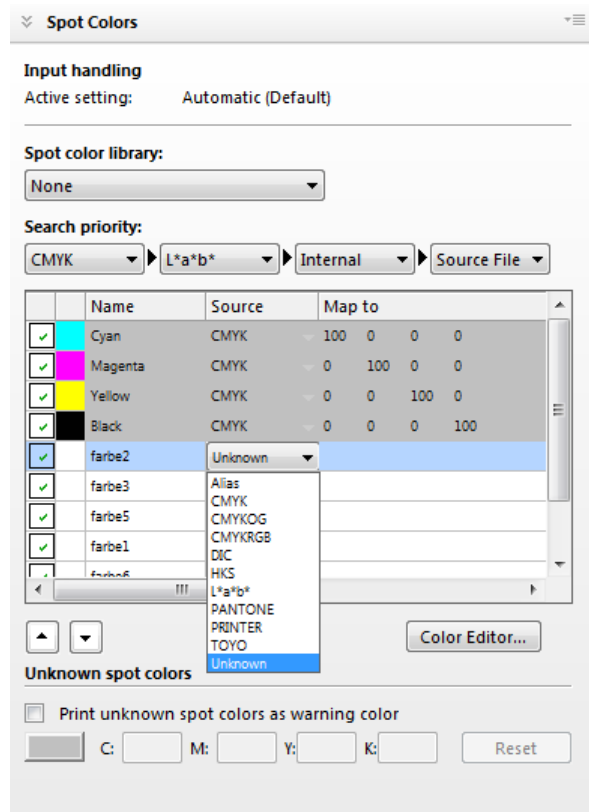 Spot Colors
Input handling
Active setting: Automatic (Default)
Spot color library:
None
Search priority:
CMYK L*a*b* Internal Source File
Name Source Map to
Cyan CMYK 100 0 0 0
Magenta CMYK 0 100 0 0
Yellow CMYK 0 0 100 0
Black CMYK 0 0 0 100
farbe2 Unknown
farbe3 Alias
CMYK
farbe5 CMYKOG
CMYKRGB
farbe1 DIC
HKS
farbe6 L*a*b*
PANTONE
PRINTER
TOYO
Unknown
Color Editor...
Unknown spot colors
Print unknown spot colors as warning color
C: M: Y: K: Reset